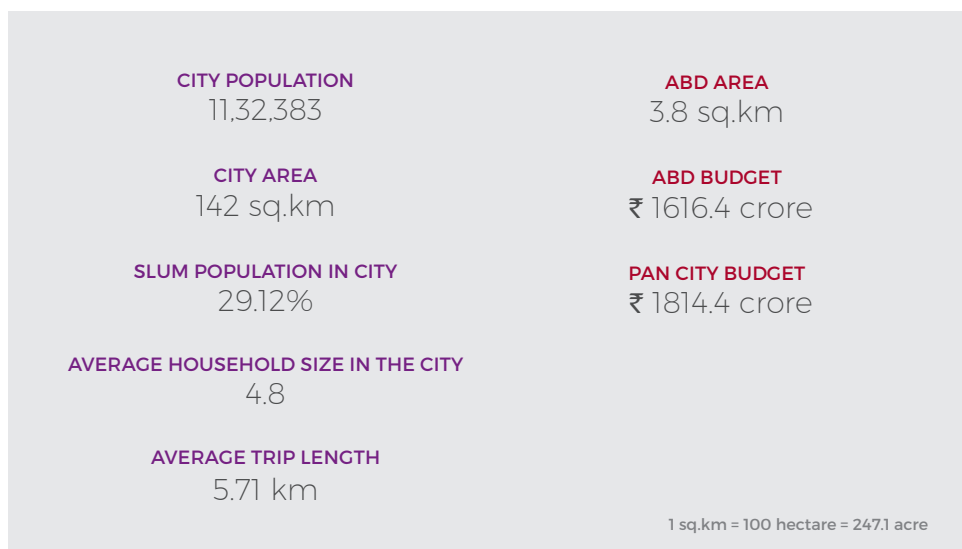 CITY POPULATION
11,32,383
CITY AREA
142 sq.km
SLUM POPULATION IN CITY
29.12%
AVERAGE HOUSEHOLD SIZE IN THE CITY
4.8
AVERAGE TRIP LENGTH
5.71 km
ABD AREA
3.8 sq.km
ABD BUDGET
₹ 1616.4 crore
PAN CITY BUDGET
₹ 1814.4 crore
1 sq.km = 100 hectare = 247.1 acre